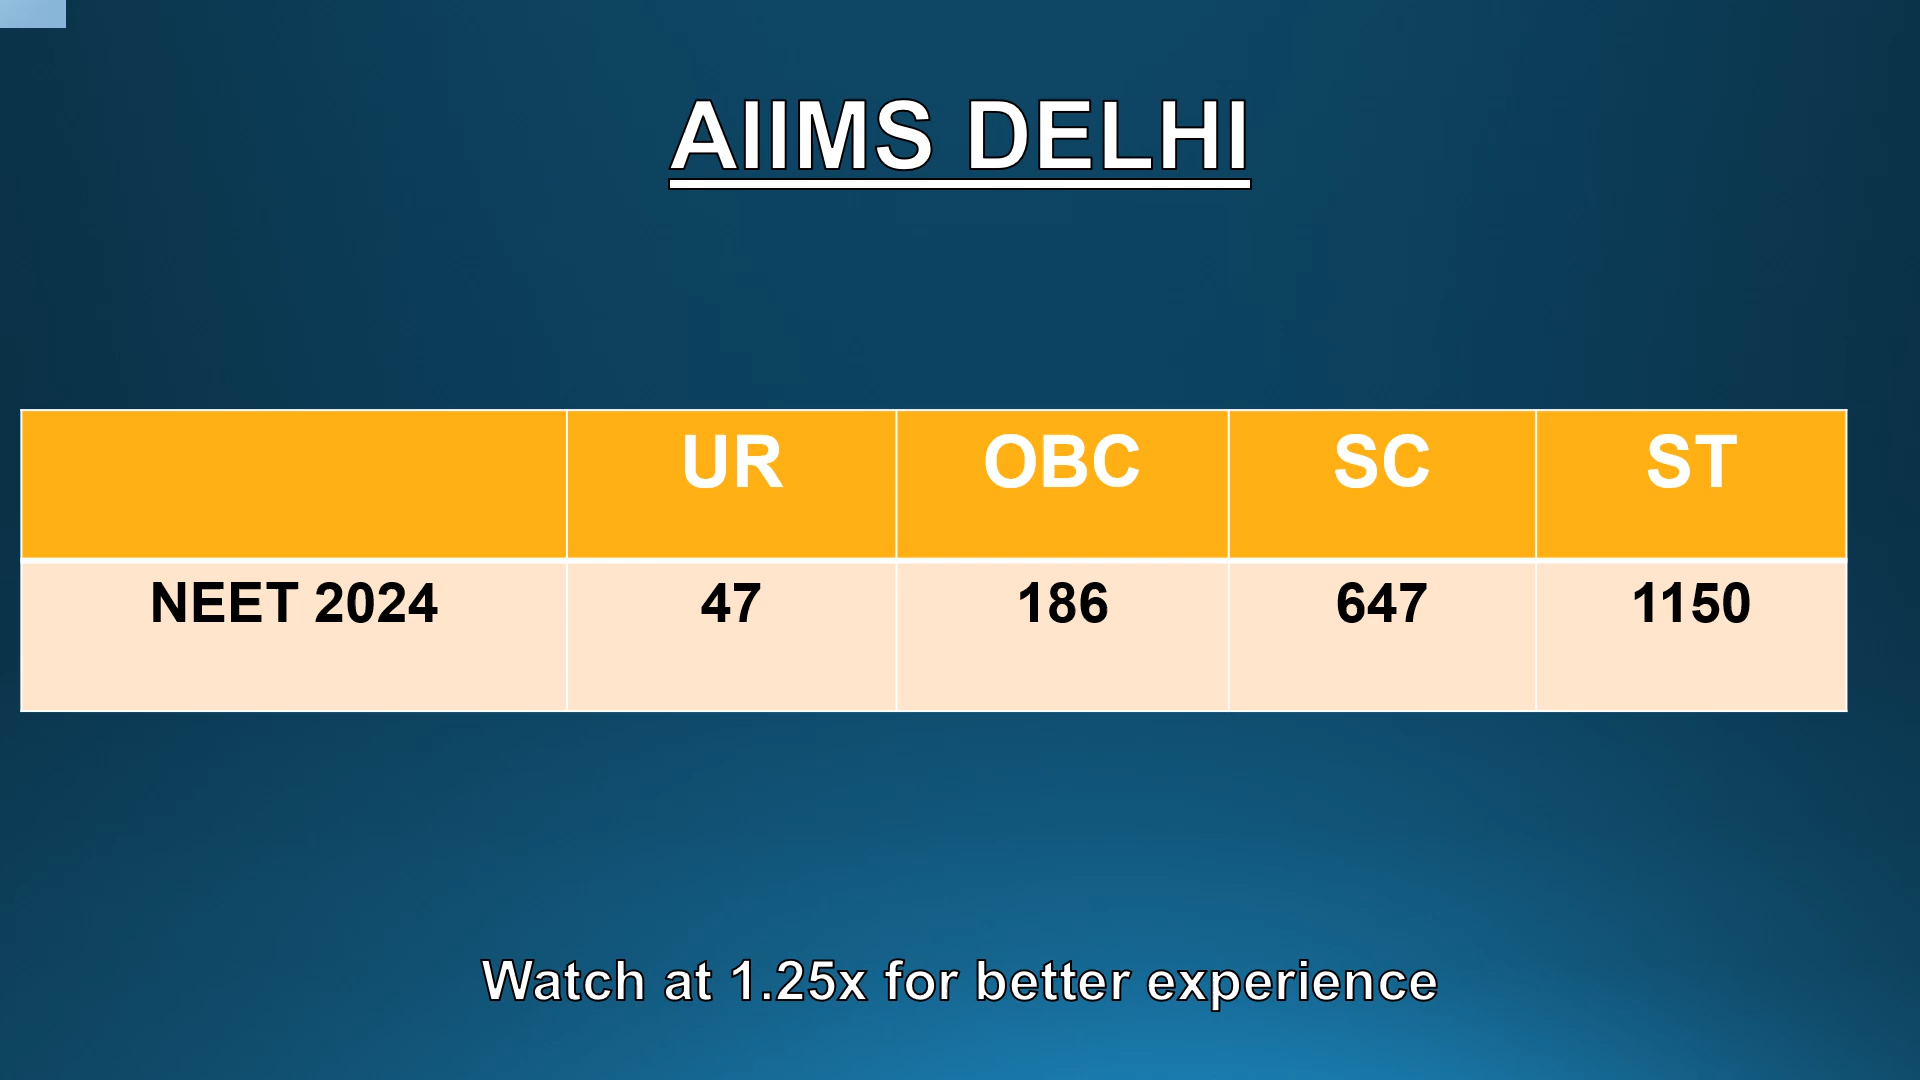 AIIMS DELHI
UR OBC SC ST
NEET 2024 47 186 647 1150
Watch at 1.25x for better experience